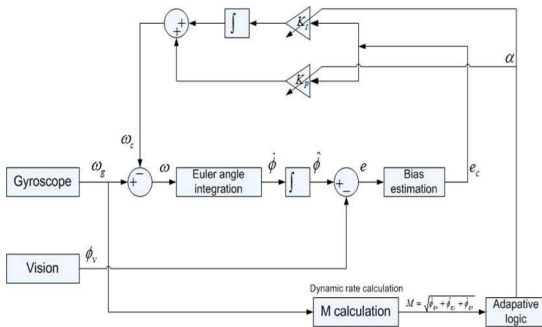 K_I
∫
+
+
α
K_P
ω_c
ω_g
−
ω
φ̇
φ̂
e
e_c
Gyroscope
+
Euler angle
integration
∫
+
−
Bias
estimation
φ_v
Vision
Dynamic rate calculation
M calculation
Adapative
logic